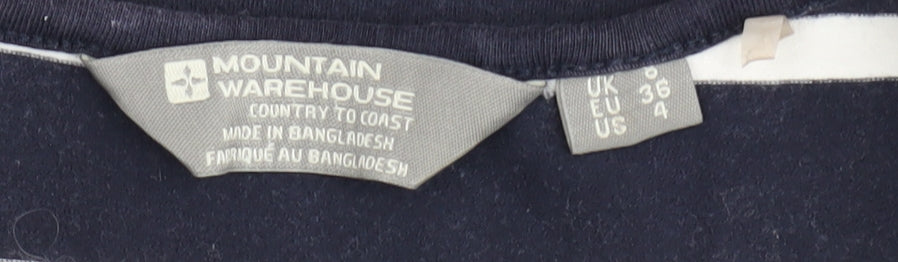 MOUNTAIN
WAREHOUSE
COUNTRY TO COAST
MADE IN BANGLADESH
FABRIQUÉ AU BANGLADESH
UK
EU 36
US 4